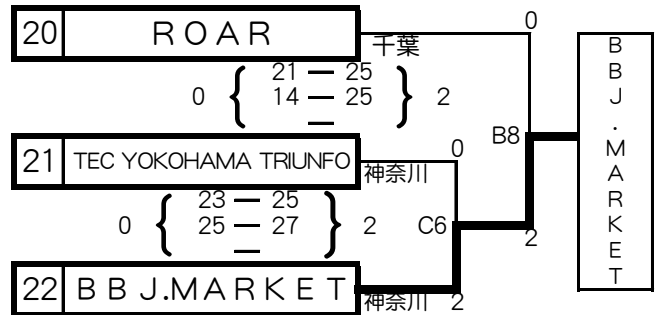 20 ROAR 千葉 0
0 { 21 — 25 } 2
14 — 25
—
B8
21 TEC YOKOHAMA TRIUNFO 神奈川 0
0 { 23 — 25 } 2 C6 2
25 — 27
—
22 BBJ.MARKET 神奈川 2
BBJ.MARKET